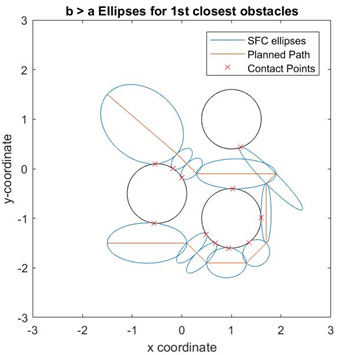 b > a Ellipses for 1st closest obstacles
SFC ellipses
Planned Path
Contact Points
3
2
1
0
-1
-2
-3
y-coordinate
-3
-2
-1
0
1
2
3
x coordinate